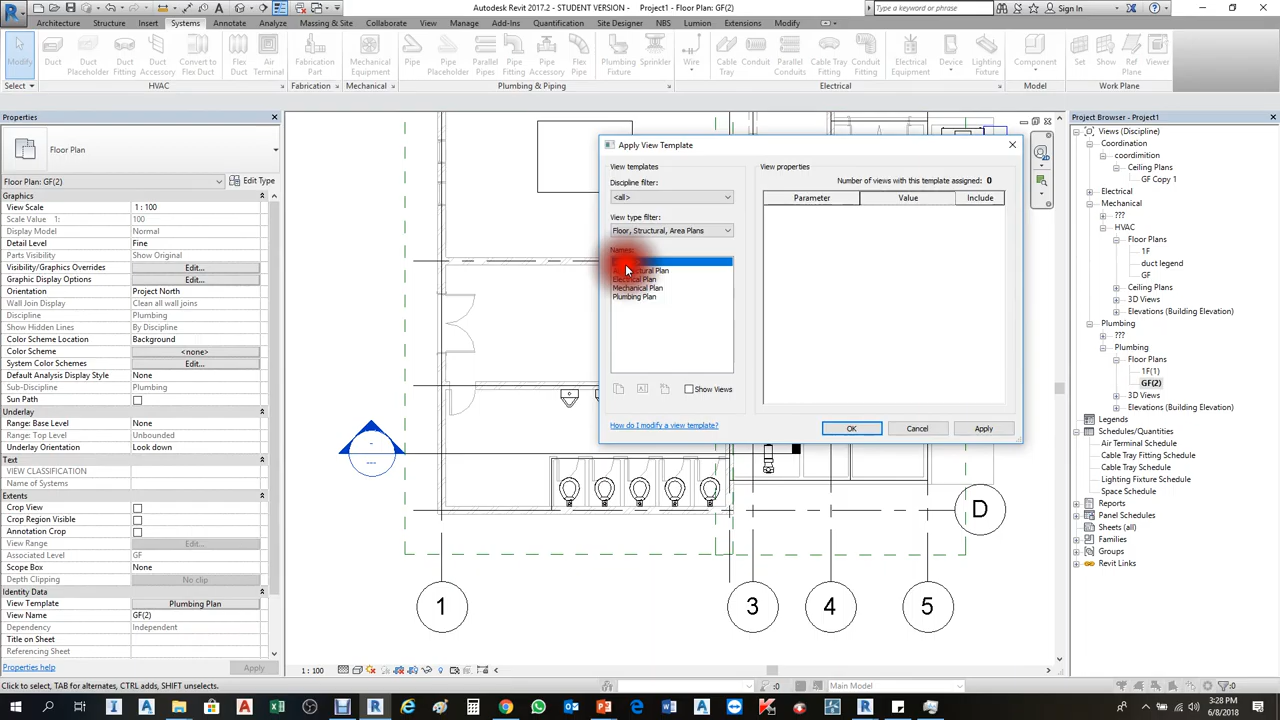 Autodesk Revit 2017.2 - STUDENT VERSION - Project1 - Floor Plan: GF(2)
Type a keyword or phrase
Sign In
Architecture Structure Insert Systems Annotate Analyze Massing & Site Collaborate View Manage Add-Ins Quantification Site Designer NBS Lumion Extensions Modify
Modify Duct Duct Placeholder Duct Fitting Duct Accessory Convert to Flex Duct Flex Duct Air Terminal Fabrication Part Mechanical Equipment Pipe Pipe Placeholder Parallel Pipes Pipe Fitting Pipe Accessory Flex Pipe Plumbing Fixture Sprinkler Wire Cable Tray Conduit Parallel Conduits Cable Tray Fitting Conduit Fitting Electrical Equipment Device Lighting Fixture Component Set Show Ref Plane Viewer
Select HVAC Fabrication Mechanical Plumbing & Piping Electrical Model Work Plane
Properties
Floor Plan
Floor Plan: GF(2) Edit Type
Graphics
View Scale 1 : 100
Scale Value 1: 100
Display Model Normal
Detail Level Fine
Parts Visibility Show Original
Visibility/Graphics Overrides Edit...
Graphic Display Options Edit...
Orientation Project North
Wall Join Display Clean all wall joins
Discipline Plumbing
Show Hidden Lines By Discipline
Color Scheme Location Background
Color Scheme <none>
System Color Schemes Edit...
Default Analysis Display Style None
Sub-Discipline Plumbing
Sun Path
Underlay
Range: Base Level None
Range: Top Level Unbounded
Underlay Orientation Look down
Text
VIEW CLASSIFICATION
Name of Systems
Extents
Crop View
Crop Region Visible
Annotation Crop
View Range Edit...
Associated Level GF
Scope Box None
Depth Clipping No clip
Identity Data
View Template Plumbing Plan
View Name GF(2)
Dependency Independent
Title on Sheet
Referencing Sheet
Properties help Apply
Apply View Template
View templates
Discipline filter:
<all>
View type filter:
Floor, Structural, Area Plans
Names:
Electrical Plan
Mechanical Plan
Plumbing Plan
Show Views
How do I modify a view template?
View properties
Number of views with this template assigned: 0
Parameter Value Include
OK Cancel Apply
D
1 3 4 5
1 : 100
Project Browser - Project1
Views (Discipline)
Coordination
coordimition
Ceiling Plans
GF Copy 1
Electrical
Mechanical
???
HVAC
Floor Plans
1F
duct legend
GF
Ceiling Plans
3D Views
Elevations (Building Elevation)
Plumbing
???
Plumbing
Floor Plans
1F(1)
GF(2)
3D Views
Elevations (Building Elevation)
Legends
Schedules/Quantities
Air Terminal Schedule
Cable Tray Fitting Schedule
Cable Tray Schedule
Lighting Fixture Schedule
Space Schedule
Reports
Panel Schedules
Sheets (all)
Families
Groups
Revit Links
Click to select, TAB for alternates, CTRL adds, SHIFT unselects.
:0
Main Model
:0
3:28 PM
6/8/2018